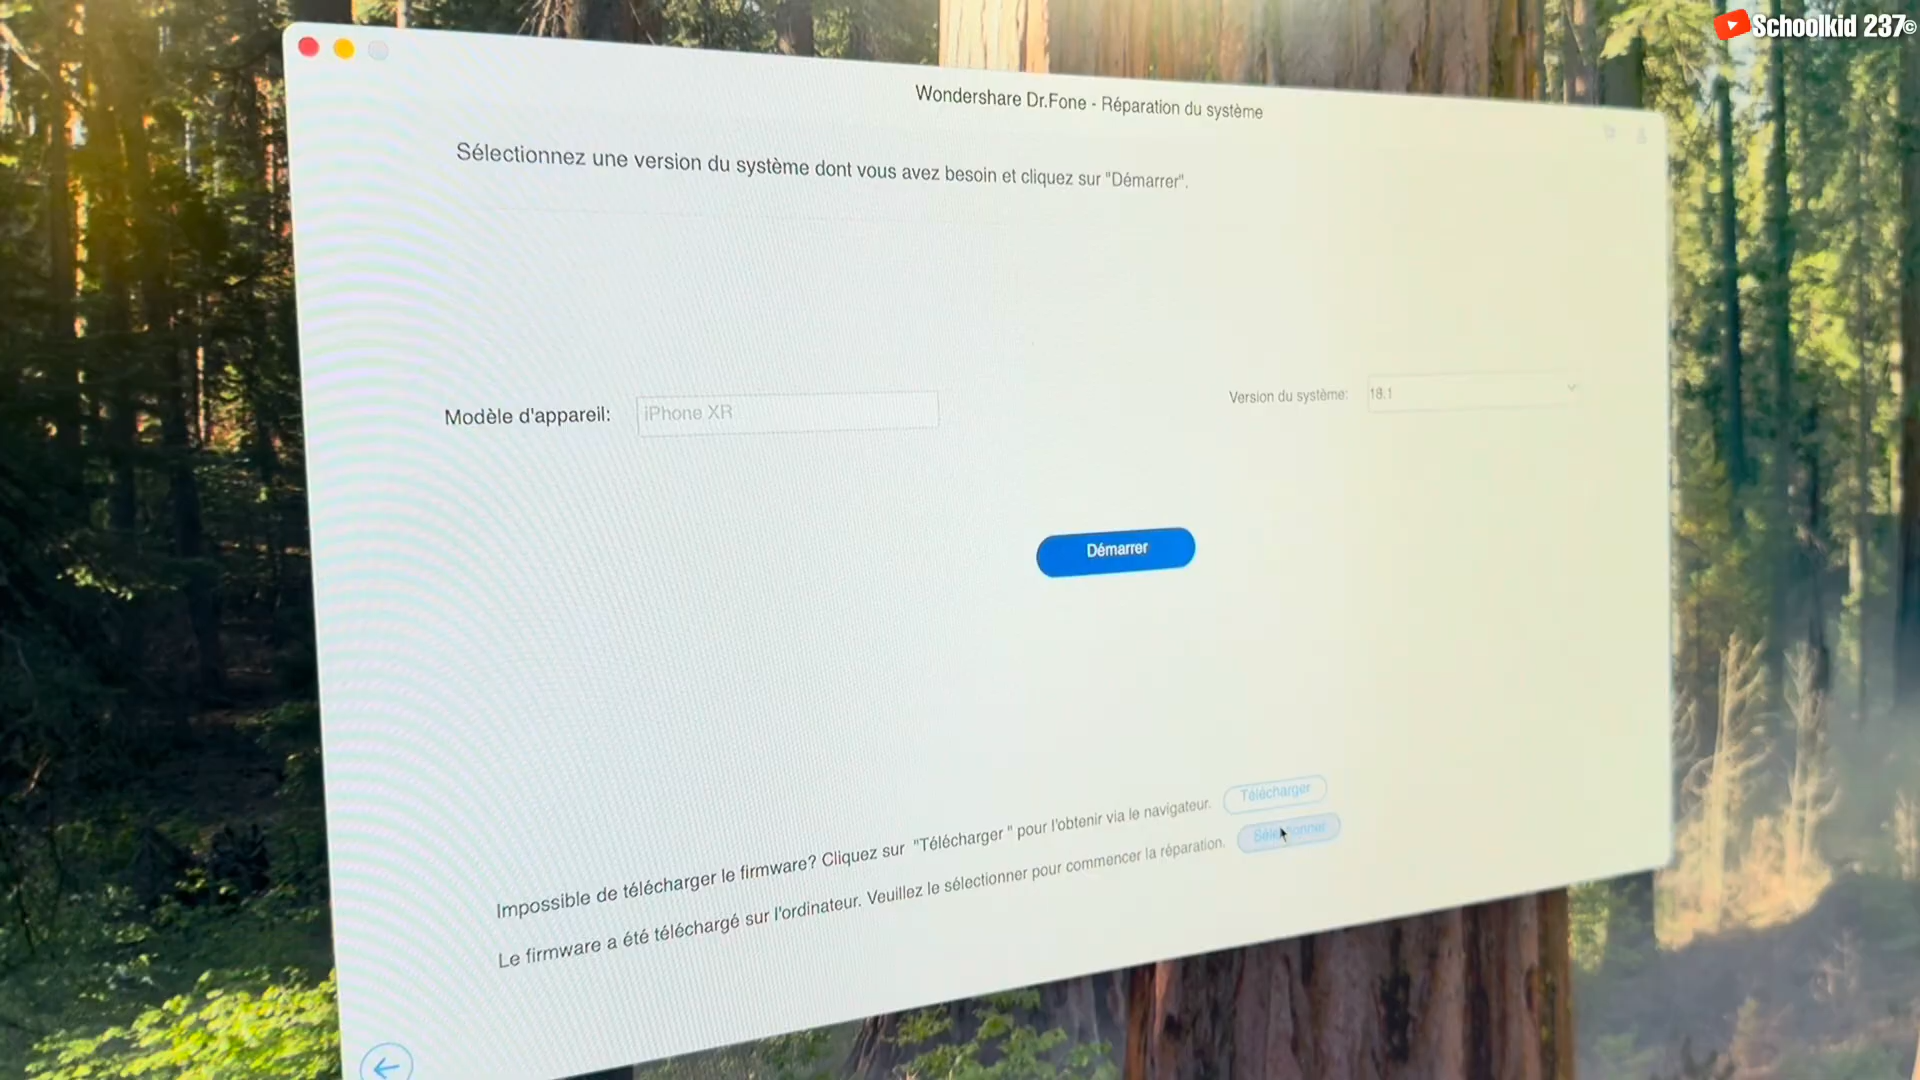 Schoolkid 237©
Wondershare Dr.Fone - Réparation du système
Sélectionnez une version du système dont vous avez besoin et cliquez sur "Démarrer".
Modèle d'appareil: iPhone XR
Version du système: 18.1
Démarrer
Impossible de télécharger le firmware? Cliquez sur "Télécharger " pour l'obtenir via le navigateur. Télécharger
Le firmware a été téléchargé sur l'ordinateur. Veuillez le sélectionner pour commencer la réparation. Sélectionner